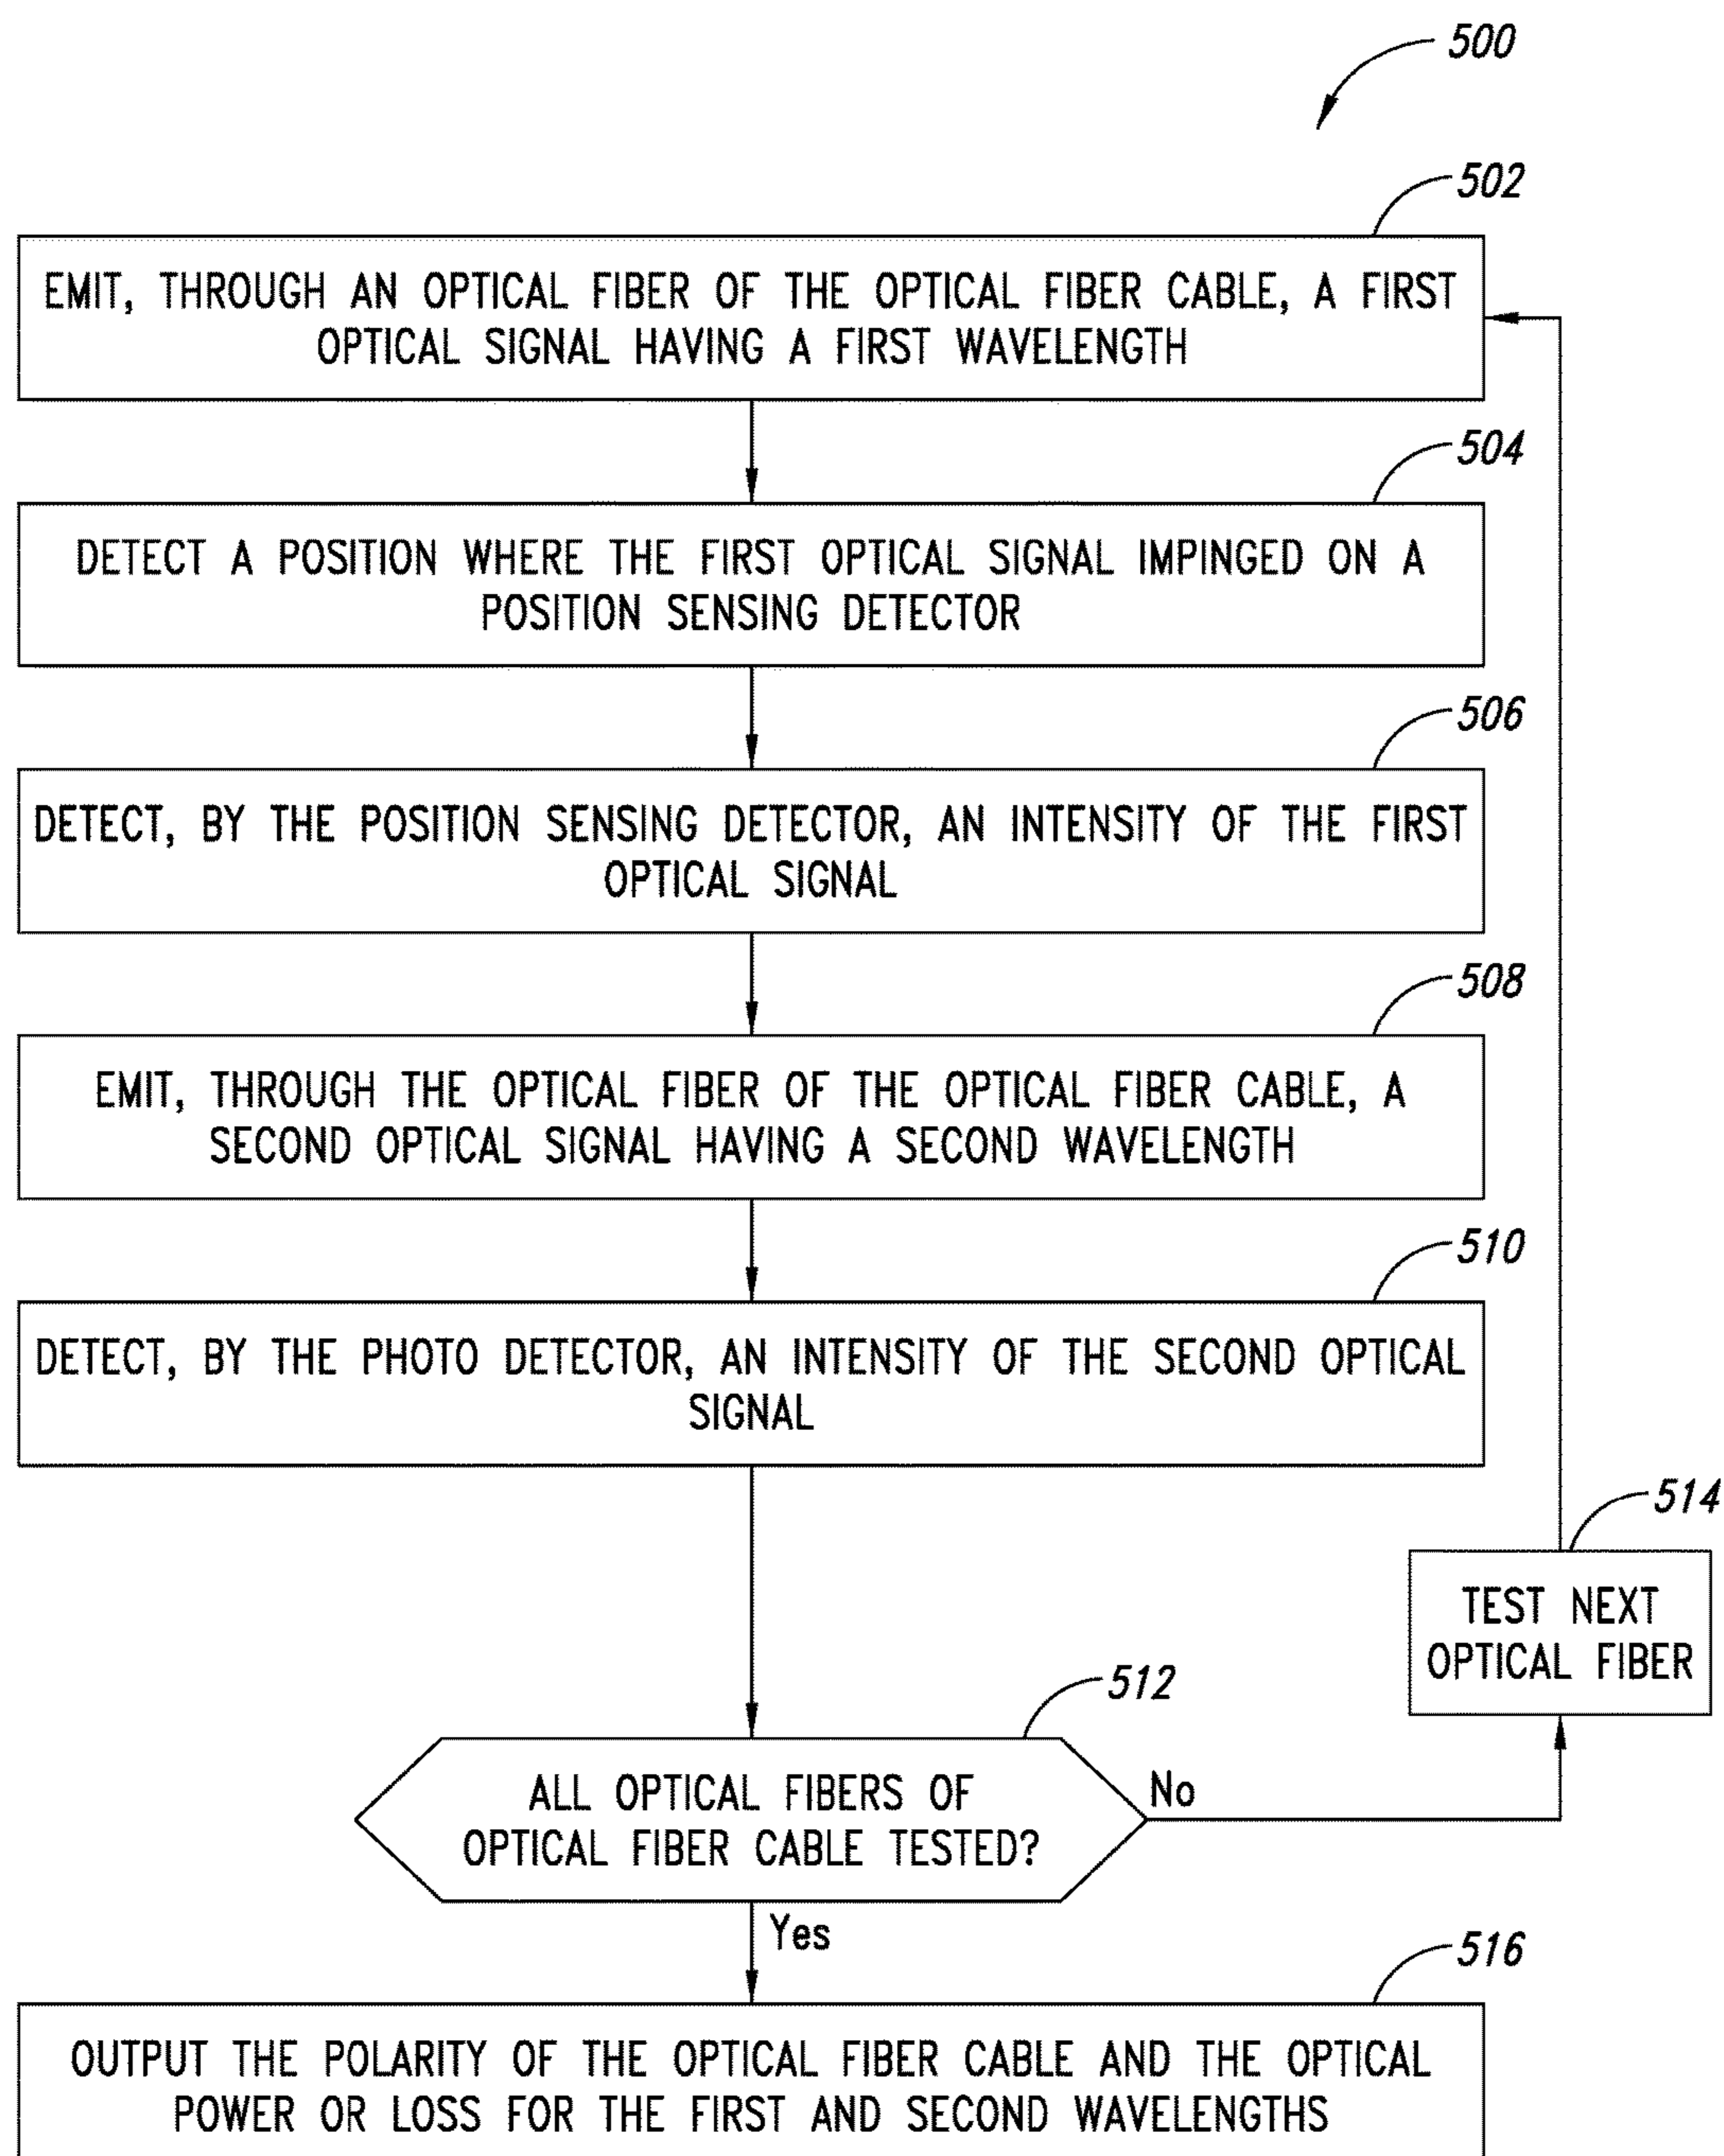 500
502
EMIT, THROUGH AN OPTICAL FIBER OF THE OPTICAL FIBER CABLE, A FIRST
OPTICAL SIGNAL HAVING A FIRST WAVELENGTH
504
DETECT A POSITION WHERE THE FIRST OPTICAL SIGNAL IMPINGED ON A
POSITION SENSING DETECTOR
506
DETECT, BY THE POSITION SENSING DETECTOR, AN INTENSITY OF THE FIRST
OPTICAL SIGNAL
508
EMIT, THROUGH THE OPTICAL FIBER OF THE OPTICAL FIBER CABLE, A
SECOND OPTICAL SIGNAL HAVING A SECOND WAVELENGTH
510
DETECT, BY THE PHOTO DETECTOR, AN INTENSITY OF THE SECOND OPTICAL
SIGNAL
514
TEST NEXT
OPTICAL FIBER
512
ALL OPTICAL FIBERS OF
OPTICAL FIBER CABLE TESTED?
No
Yes
516
OUTPUT THE POLARITY OF THE OPTICAL FIBER CABLE AND THE OPTICAL
POWER OR LOSS FOR THE FIRST AND SECOND WAVELENGTHS